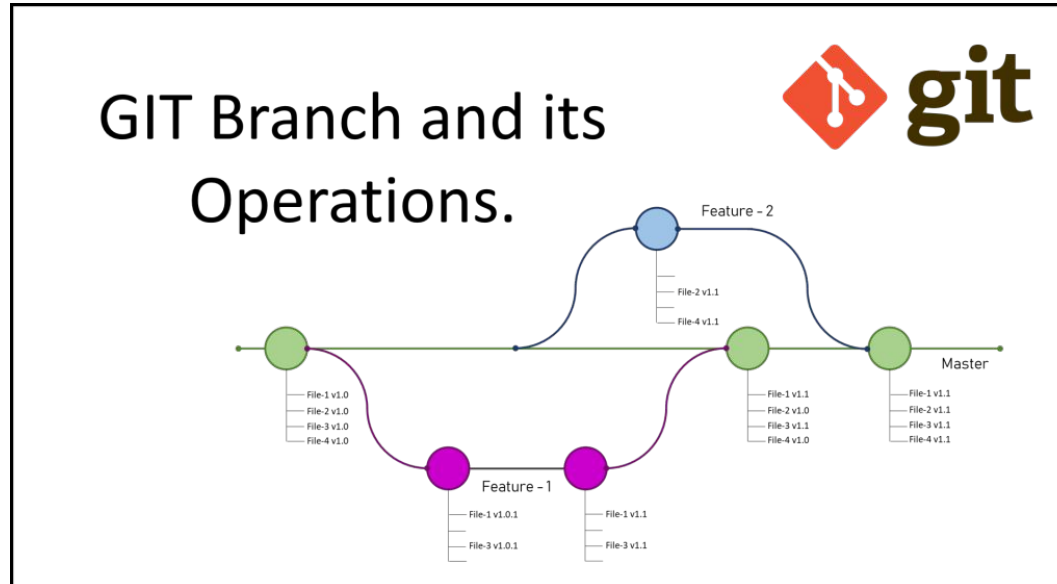 GIT Branch and its
Operations.
git
Feature - 2
File-2 v1.1
File-4 v1.1
Master
File-1 v1.0
File-2 v1.0
File-3 v1.0
File-4 v1.0
File-1 v1.1
File-2 v1.0
File-3 v1.1
File-4 v1.0
File-1 v1.1
File-2 v1.1
File-3 v1.1
File-4 v1.1
Feature - 1
File-1 v1.0.1
File-3 v1.0.1
File-1 v1.1
File-3 v1.1